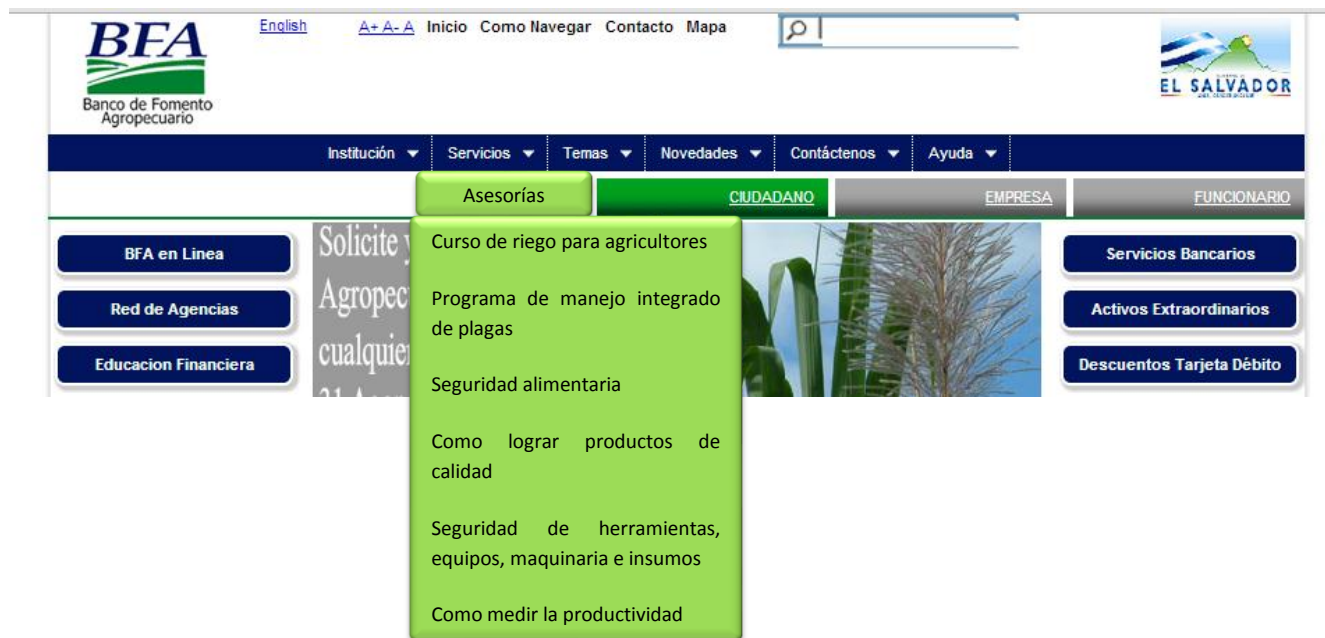 BFA
Banco de Fomento
Agropecuario
English
A+ A- A
Inicio Como Navegar Contacto Mapa
EL SALVADOR
Institución Servicios Temas Novedades Contáctenos Ayuda
Asesorías
CIUDADANO
EMPRESA
FUNCIONARIO
BFA en Linea
Red de Agencias
Educacion Financiera
Solicite
Agropec
cualquier
Curso de riego para agricultores
Programa de manejo integrado
de plagas
Seguridad alimentaria
Como lograr productos de
calidad
Seguridad de herramientas,
equipos, maquinaria e insumos
Como medir la productividad
Servicios Bancarios
Activos Extraordinarios
Descuentos Tarjeta Débito